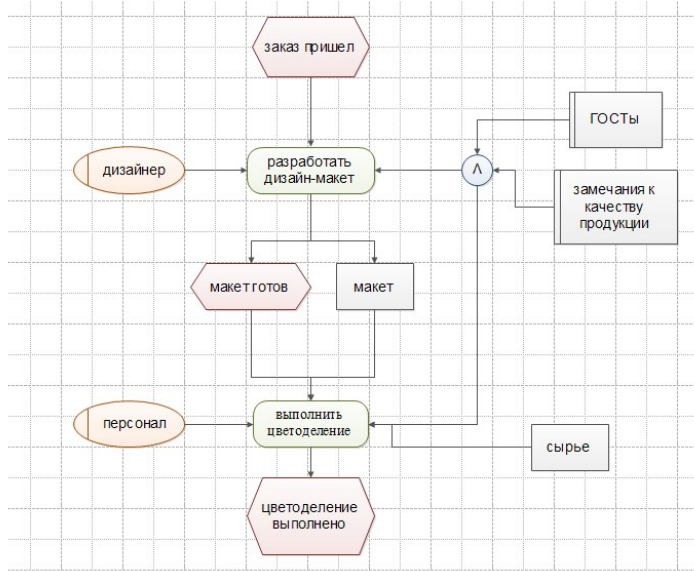 заказ пришел
ГОСТы
разработать
дизайн-макет
дизайнер
Λ
замечания к
качеству
продукции
макет готов
макет
выполнить
цветоделение
персонал
сырье
цветоделение
выполнено